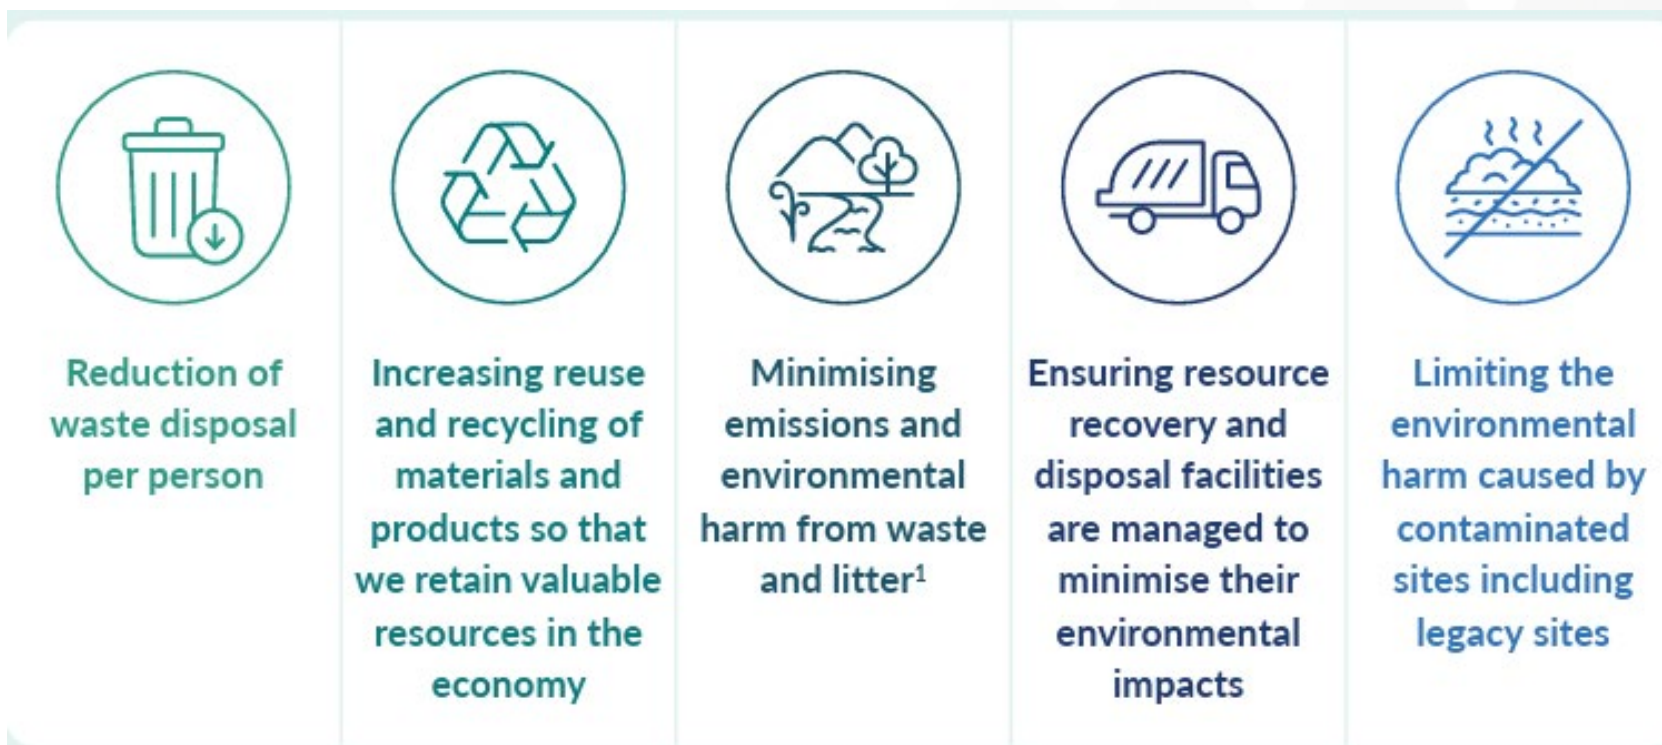 Reduction of
waste disposal
per person
Increasing reuse
and recycling of
materials and
products so that
we retain valuable
resources in the
economy
Minimising
emissions and
environmental
harm from waste
and litter¹
Ensuring resource
recovery and
disposal facilities
are managed to
minimise their
environmental
impacts
Limiting the
environmental
harm caused by
contaminated
sites including
legacy sites